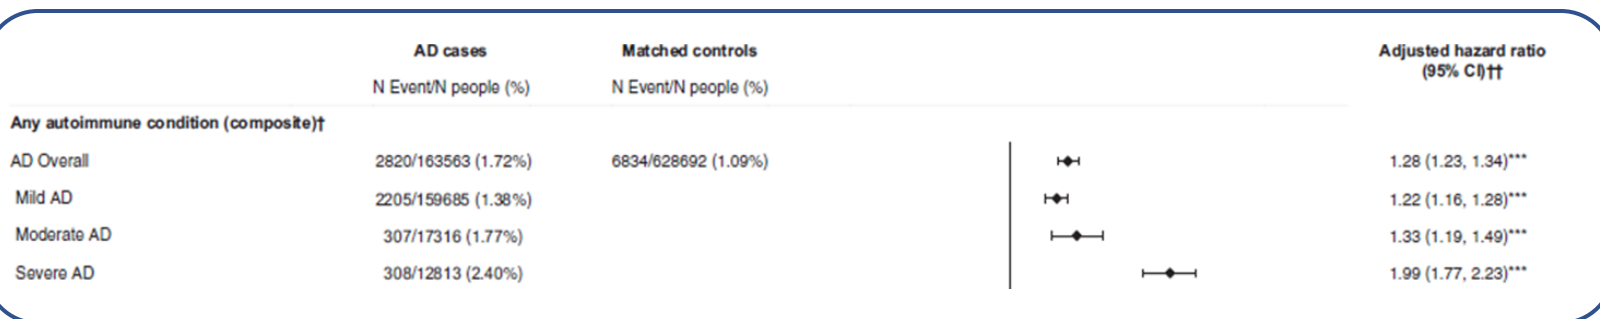 AD cases Matched controls Adjusted hazard ratio
(95% CI)††
N Event/N people (%) N Event/N people (%)
Any autoimmune condition (composite)†
AD Overall 2820/163563 (1.72%) 6834/628692 (1.09%) 1.28 (1.23, 1.34)***
Mild AD 2205/159685 (1.38%) 1.22 (1.16, 1.28)***
Moderate AD 307/17316 (1.77%) 1.33 (1.19, 1.49)***
Severe AD 308/12813 (2.40%) 1.99 (1.77, 2.23)***